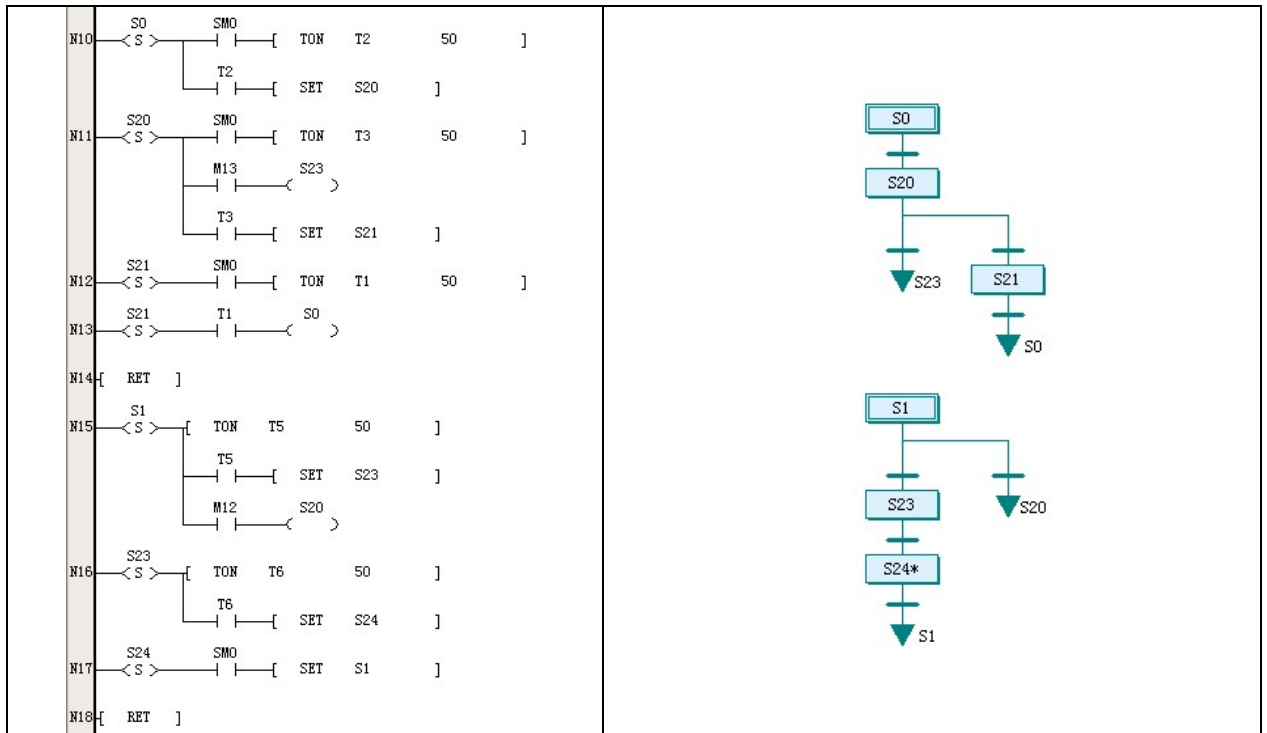 S0 SM0
N10 S TON T2 50
T2
SET S20
S20 SM0
N11 S TON T3 50
M13 S23
T3
SET S21
S21 SM0
N12 S TON T1 50
S21 T1 S0
N13 S
N14 RET
S1
N15 S TON T5 50
T5
SET S23
M12 S20
S23
N16 S TON T6 50
T6
SET S24
S24 SM0
N17 S SET S1
N18 RET
S0
S20
S23
S21
S0
S1
S23
S20
S24*
S1